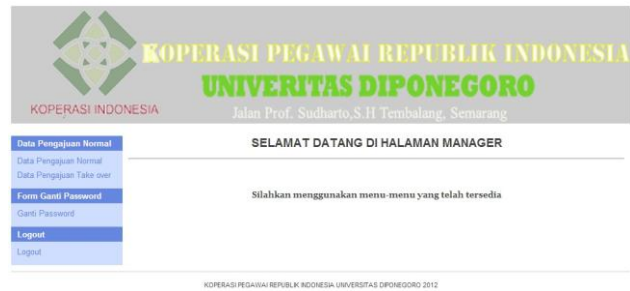 KOPERASI PEGAWAI REPUBLIK INDONESIA
UNIVERITAS DIPONEGORO
Jalan Prof. Sudharto,S.H Tembalang, Semarang
KOPERASI INDONESIA
Data Pengajuan Normal
Data Pengajuan Normal
Data Pengajuan Take over
Form Ganti Password
Ganti Password
Logout
Logout
SELAMAT DATANG DI HALAMAN MANAGER
Silahkan menggunakan menu-menu yang telah tersedia
KOPERASI PEGAWAI REPUBLIK INDONESIA UNIVERSITAS DIPONEGORO 2012